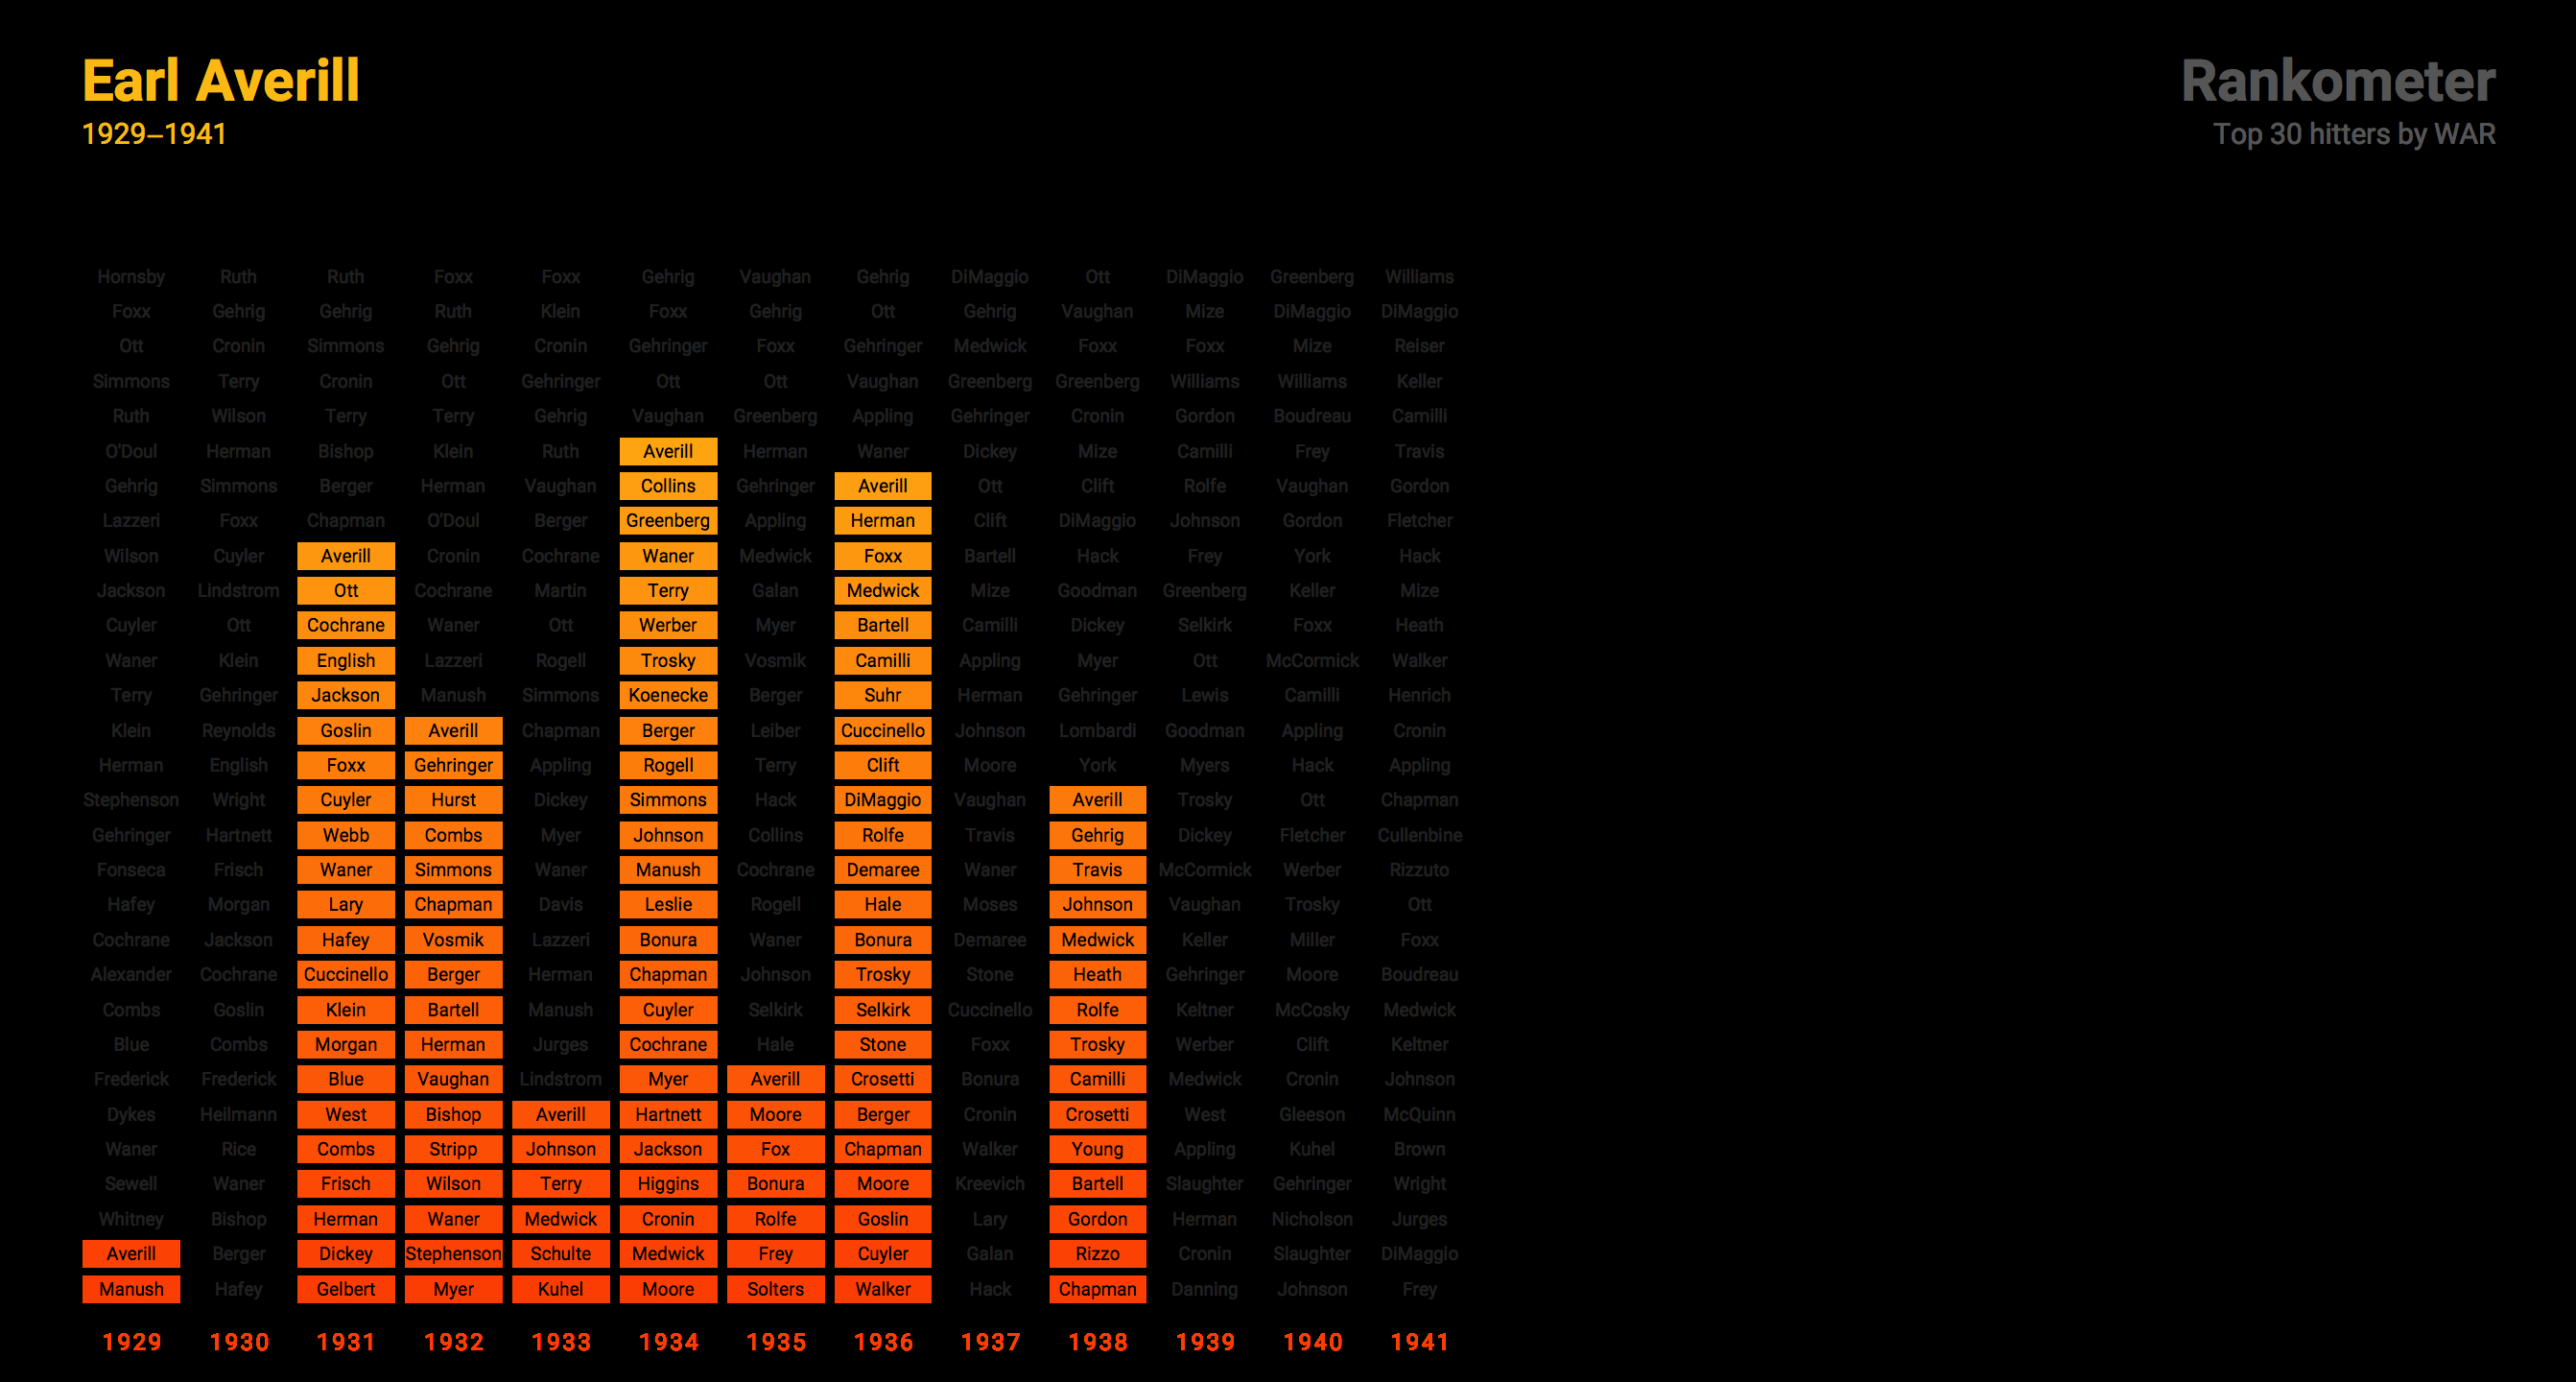 Earl Averill
1929–1941
Rankometer
Top 30 hitters by WAR
Hornsby Ruth Ruth Foxx Foxx Gehrig Vaughan Gehrig DiMaggio Ott DiMaggio Greenberg Williams
Foxx Gehrig Gehrig Ruth Klein Foxx Gehrig Ott Gehrig Vaughan Mize DiMaggio DiMaggio
Ott Cronin Simmons Gehrig Cronin Gehringer Foxx Gehringer Medwick Foxx Foxx Mize Reiser
Simmons Terry Cronin Ott Gehringer Ott Ott Vaughan Greenberg Greenberg Williams Williams Keller
Ruth Wilson Terry Terry Gehrig Vaughan Greenberg Appling Gehringer Cronin Gordon Boudreau Camilli
O'Doul Herman Bishop Klein Ruth Averill Herman Waner Dickey Mize Camilli Frey Travis
Gehrig Simmons Berger Herman Vaughan Collins Gehringer Averill Ott Clift Rolfe Vaughan Gordon
Lazzeri Foxx Chapman O'Doul Berger Greenberg Appling Herman Clift DiMaggio Johnson Gordon Fletcher
Wilson Cuyler Averill Cronin Cochrane Waner Medwick Foxx Bartell Hack Frey York Hack
Jackson Lindstrom Ott Cochrane Martin Terry Galan Medwick Mize Goodman Greenberg Keller Mize
Cuyler Ott Cochrane Waner Ott Werber Myer Bartell Camilli Dickey Selkirk Foxx Heath
Waner Klein English Lazzeri Rogell Trosky Vosmik Camilli Appling Myer Ott McCormick Walker
Terry Gehringer Jackson Manush Simmons Koenecke Berger Suhr Herman Gehringer Lewis Camilli Henrich
Klein Reynolds Goslin Averill Chapman Berger Leiber Cuccinello Johnson Lombardi Goodman Appling Cronin
Herman English Foxx Gehringer Appling Rogell Terry Clift Moore York Myers Hack Appling
Stephenson Wright Cuyler Hurst Dickey Simmons Hack DiMaggio Vaughan Averill Trosky Ott Chapman
Gehringer Hartnett Webb Combs Myer Johnson Collins Rolfe Travis Gehrig Dickey Fletcher Cullenbine
Fonseca Frisch Waner Simmons Waner Manush Cochrane Demaree Waner Travis McCormick Werber Rizzuto
Hafey Morgan Lary Chapman Davis Leslie Rogell Hale Moses Johnson Vaughan Trosky Ott
Cochrane Jackson Hafey Vosmik Lazzeri Bonura Waner Bonura Demaree Medwick Keller Miller Foxx
Alexander Cochrane Cuccinello Berger Herman Chapman Johnson Trosky Stone Heath Gehringer Moore Boudreau
Combs Goslin Klein Bartell Manush Cuyler Selkirk Selkirk Cuccinello Rolfe Keltner McCosky Medwick
Blue Combs Morgan Herman Jurges Cochrane Hale Stone Foxx Trosky Werber Clift Keltner
Frederick Frederick Blue Vaughan Lindstrom Myer Averill Crosetti Bonura Camilli Medwick Cronin Johnson
Dykes Heilmann West Bishop Averill Hartnett Moore Berger Cronin Crosetti West Gleeson McQuinn
Waner Rice Combs Stripp Johnson Jackson Fox Chapman Walker Young Appling Kuhel Brown
Sewell Waner Frisch Wilson Terry Higgins Bonura Moore Kreevich Bartell Slaughter Gehringer Wright
Whitney Bishop Herman Waner Medwick Cronin Rolfe Goslin Lary Gordon Herman Nicholson Jurges
Averill Berger Dickey Stephenson Schulte Medwick Frey Cuyler Galan Rizzo Cronin Slaughter DiMaggio
Manush Hafey Gelbert Myer Kuhel Moore Solters Walker Hack Chapman Danning Johnson Frey
1929 1930 1931 1932 1933 1934 1935 1936 1937 1938 1939 1940 1941